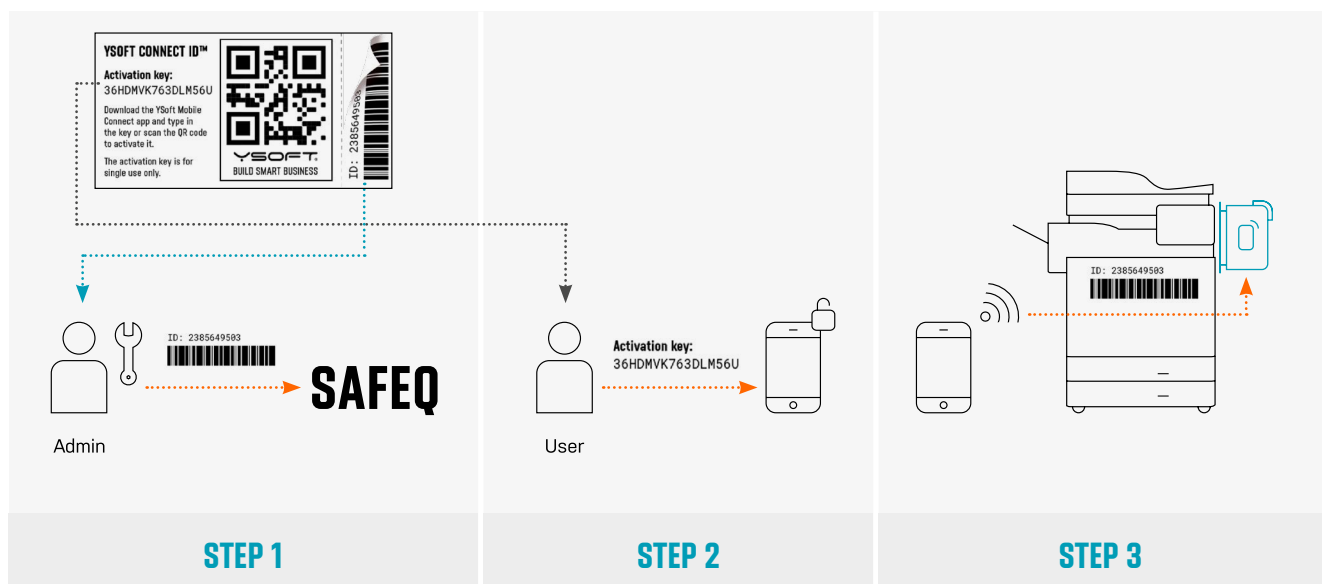 YSOFT CONNECT ID™
Activation key:
36HDMVK763DLM56U
Download the YSoft Mobile
Connect app and type in
the key or scan the QR code
to activate it.
The activation key is for
single use only.
YSOFT.
BUILD SMART BUSINESS
ID: 2385649503
ID: 2385649503
SAFEQ
Admin
STEP 1
Activation key:
36HDMVK763DLM56U
User
STEP 2
ID: 2385649503
STEP 3